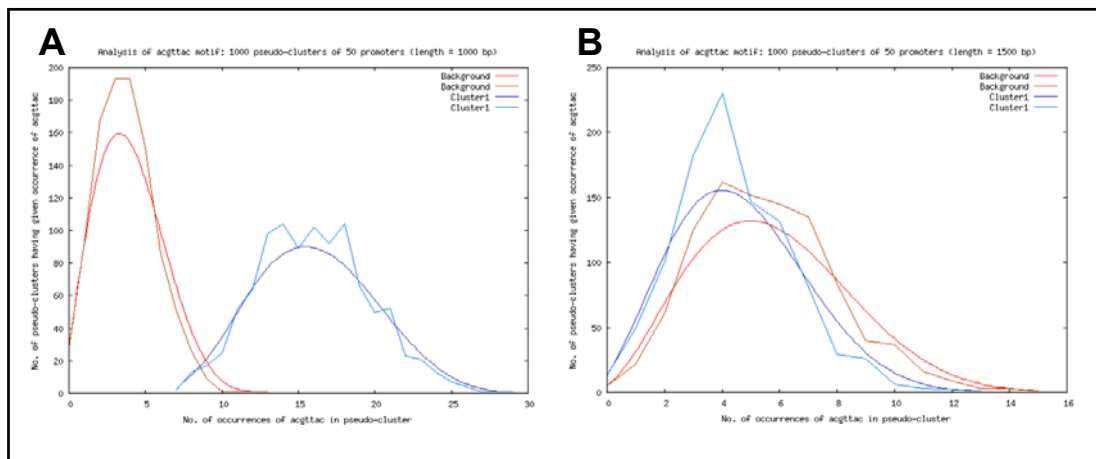 A
Analysis of acgttac motif: 1000 pseudo-clusters of 50 promoters (length = 1000 bp)
No. of pseudo-clusters having given occurrence of acgttac
200
180
160
140
120
100
80
60
40
20
0
Background
Background
Cluster1
Cluster1
0 5 10 15 20 25 30
No. of occurrences of acgttac in pseudo-cluster
B
Analysis of acgttac motif: 1000 pseudo-clusters of 50 promoters (length = 1500 bp)
No. of pseudo-clusters having given occurrence of acgttac
250
200
150
100
50
0
Background
Background
Cluster1
Cluster1
0 2 4 6 8 10 12 14 16
No. of occurrences of acgttac in pseudo-cluster